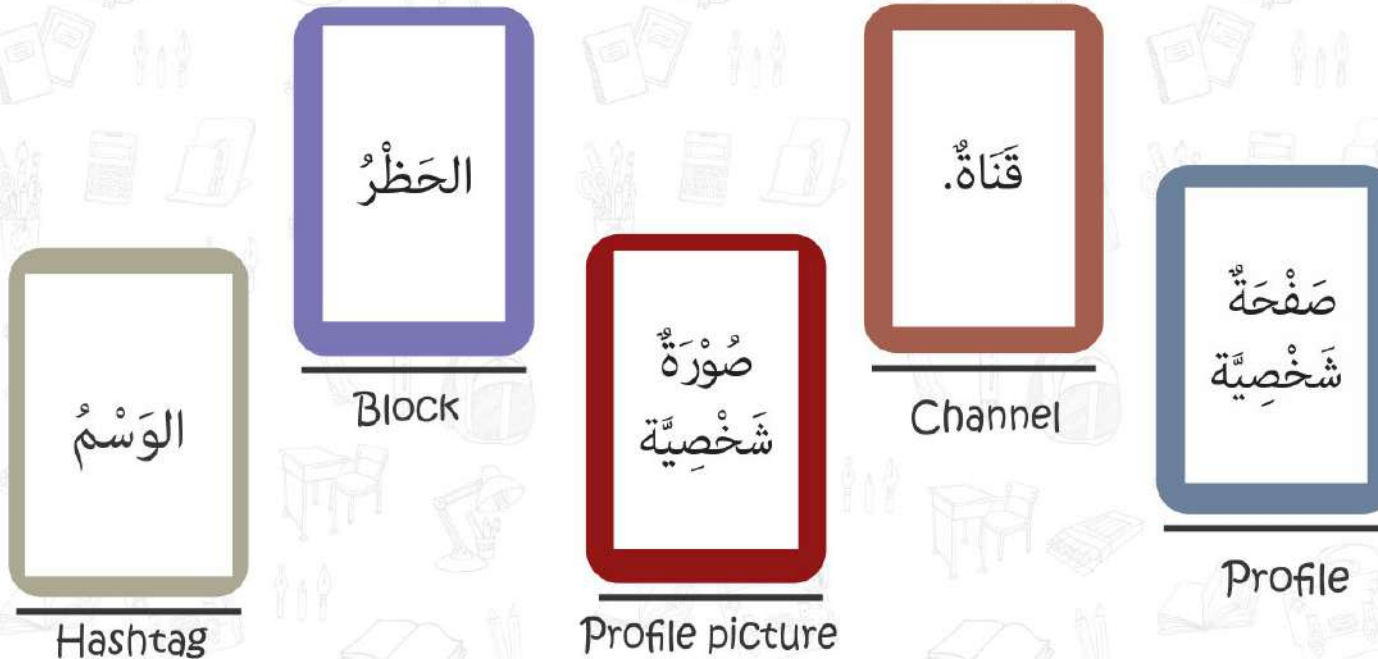 الوَسْمُ
Hashtag
الحَظْرُ
Block
صُوْرَةٌ
شَخْصِيَّة
Profile picture
قَنَاةٌ.
Channel
صَفْحَةٌ
شَخْصِيَّة
Profile